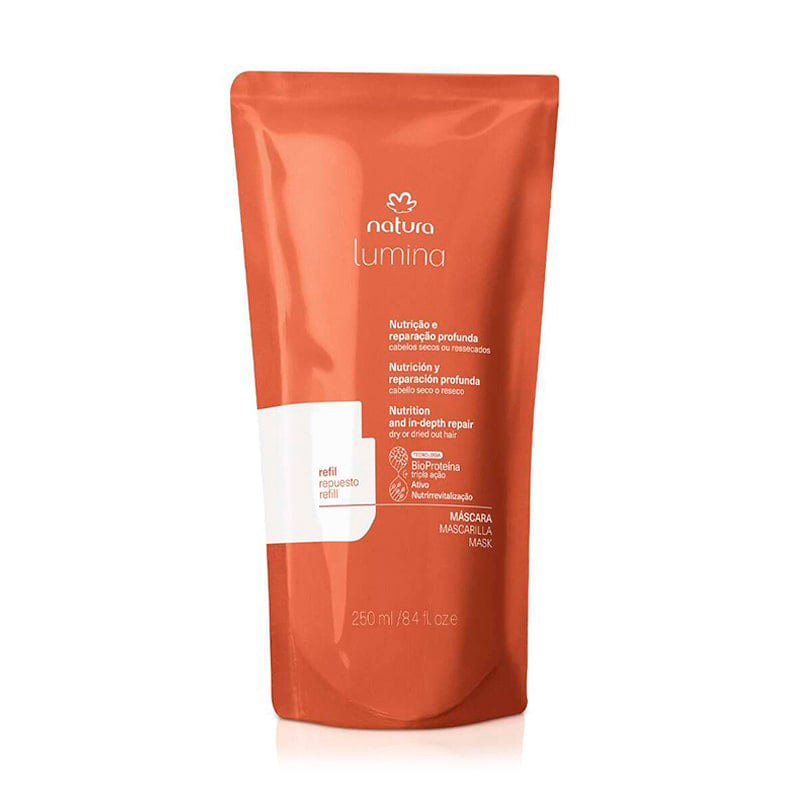 natura
lumina
Nutrição e
reparação profunda
cabelos secos ou ressecados
Nutrición y
reparación profunda
cabello seco o reseco
Nutrition
and in-depth repair
dry or dried out hair
refil
repuesto
refill
TECNOLOGIA
BioProteína
tripla ação
Ativo
Nutrirrevitalização
MÁSCARA
MASCARILLA
MASK
250 ml / 8.4 fl. oz e